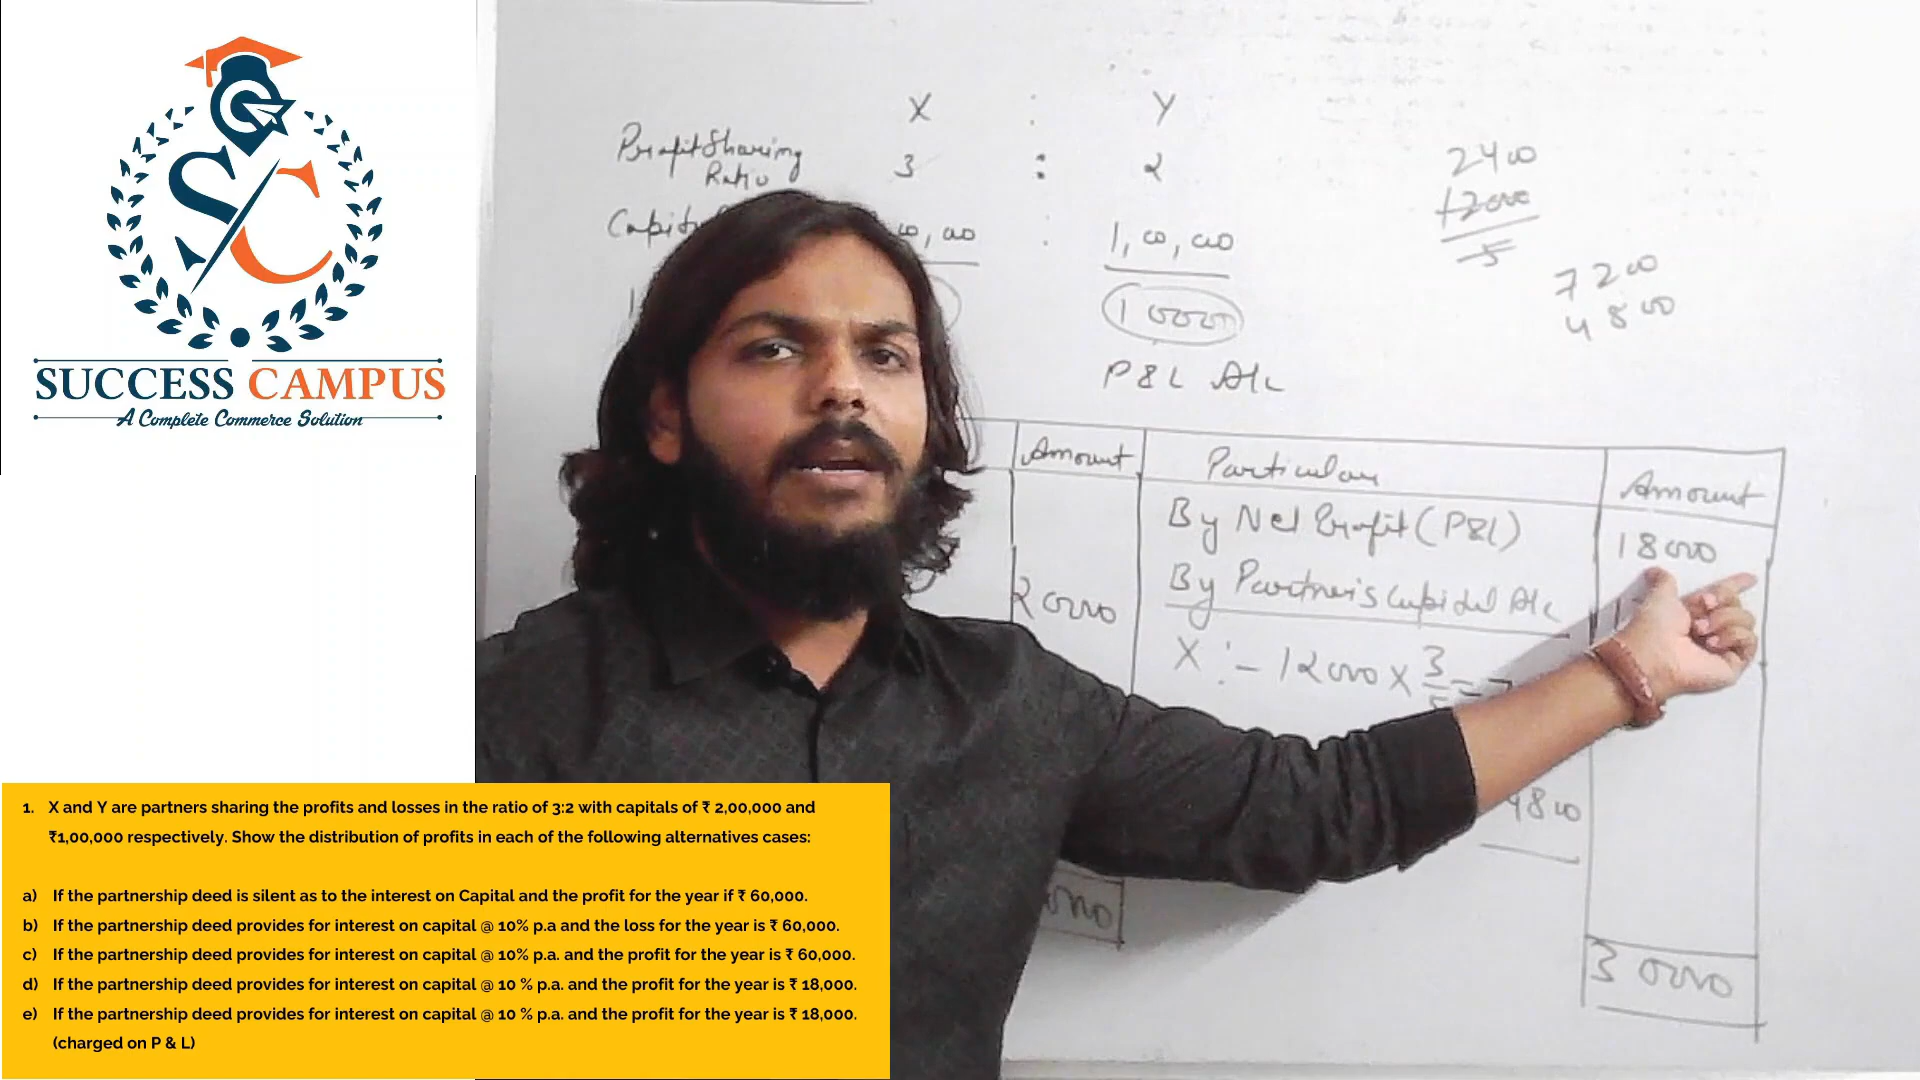 SC
SUCCESS CAMPUS
A Complete Commerce Solution
X : Y
Profit Sharing
Ratio 3 : 2
1,00,000
10000
P&L A/c
2400
12000
5
7200
4800
Amount Particular Amount
By Net Profit (P&L) 18000
20000 By Partner's Capital A/c
X :- 12000 × 3
4800
30000
1. X and Y are partners sharing the profits and losses in the ratio of 3:2 with capitals of ₹ 2,00,000 and
₹1,00,000 respectively. Show the distribution of profits in each of the following alternatives cases:
a) If the partnership deed is silent as to the interest on Capital and the profit for the year if ₹ 60,000.
b) If the partnership deed provides for interest on capital @ 10% p.a and the loss for the year is ₹ 60,000.
c) If the partnership deed provides for interest on capital @ 10% p.a. and the profit for the year is ₹ 60,000.
d) If the partnership deed provides for interest on capital @ 10 % p.a. and the profit for the year is ₹ 18,000.
e) If the partnership deed provides for interest on capital @ 10 % p.a. and the profit for the year is ₹ 18,000.
(charged on P & L)